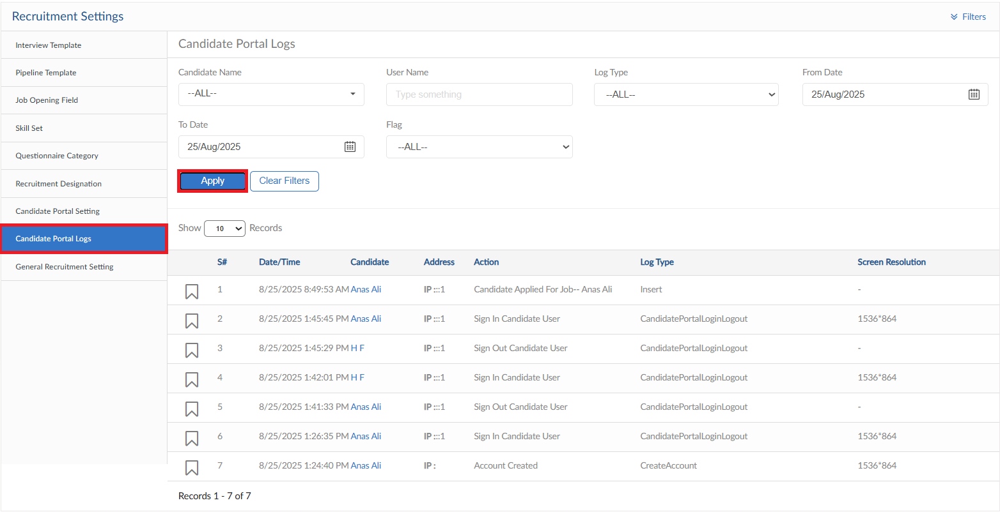 Recruitment Settings
Filters
Interview Template
Pipeline Template
Job Opening Field
Skill Set
Questionnaire Category
Recruitment Designation
Candidate Portal Setting
Candidate Portal Logs
General Recruitment Setting
Candidate Portal Logs
Candidate Name User Name Log Type From Date
--ALL-- Type something --ALL-- 25/Aug/2025
To Date Flag
25/Aug/2025 --ALL--
Apply Clear Filters
Show 10 Records
S# Date/Time Candidate Address Action Log Type Screen Resolution
1 8/25/2025 8:49:53 AM Anas Ali IP :::1 Candidate Applied For Job-- Anas Ali Insert -
2 8/25/2025 1:45:45 PM Anas Ali IP :::1 Sign In Candidate User CandidatePortalLoginLogout 1536*864
3 8/25/2025 1:45:29 PM H F IP :::1 Sign Out Candidate User CandidatePortalLoginLogout -
4 8/25/2025 1:42:01 PM H F IP :::1 Sign In Candidate User CandidatePortalLoginLogout 1536*864
5 8/25/2025 1:41:33 PM Anas Ali IP :::1 Sign Out Candidate User CandidatePortalLoginLogout -
6 8/25/2025 1:26:35 PM Anas Ali IP :::1 Sign In Candidate User CandidatePortalLoginLogout 1536*864
7 8/25/2025 1:24:40 PM Anas Ali IP : Account Created CreateAccount 1536*864
Records 1 - 7 of 7